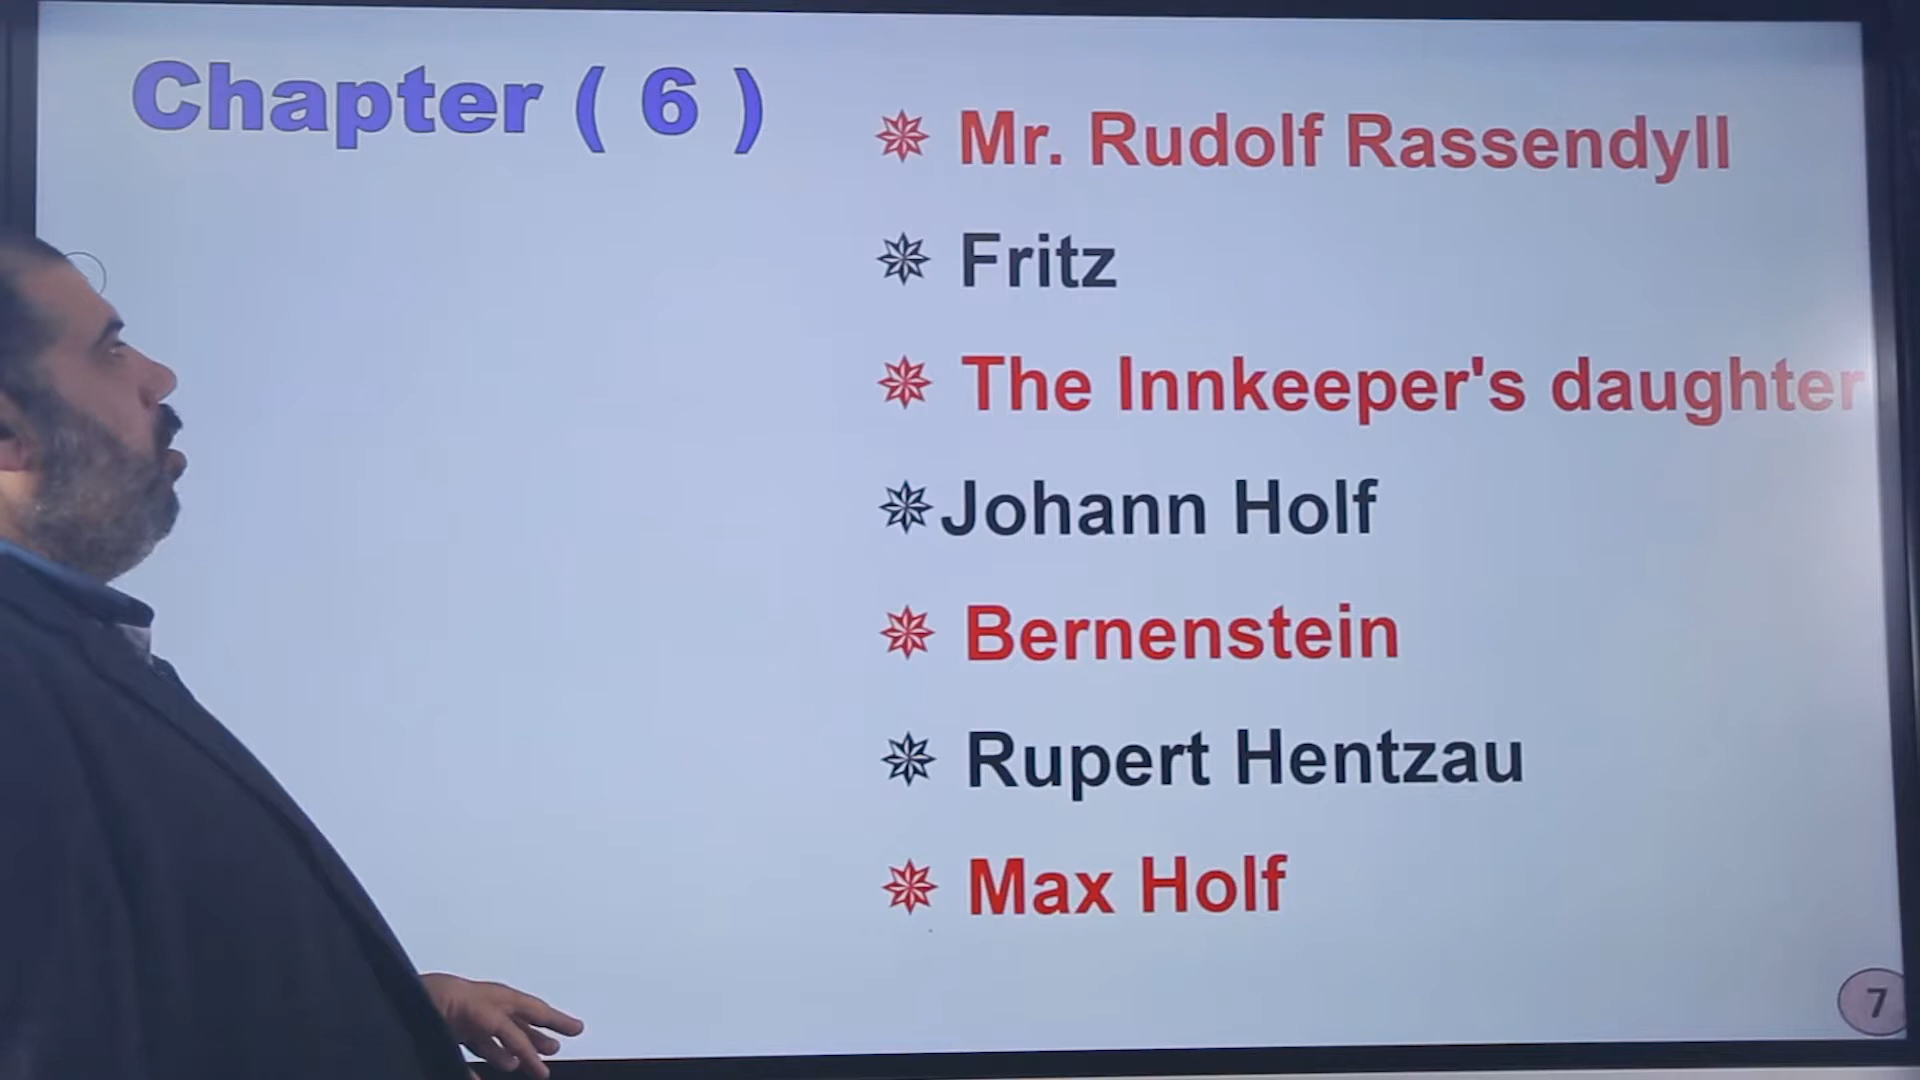 Chapter ( 6 )
Mr. Rudolf Rassendyll
Fritz
The Innkeeper's daughter
Johann Holf
Bernenstein
Rupert Hentzau
Max Holf
7